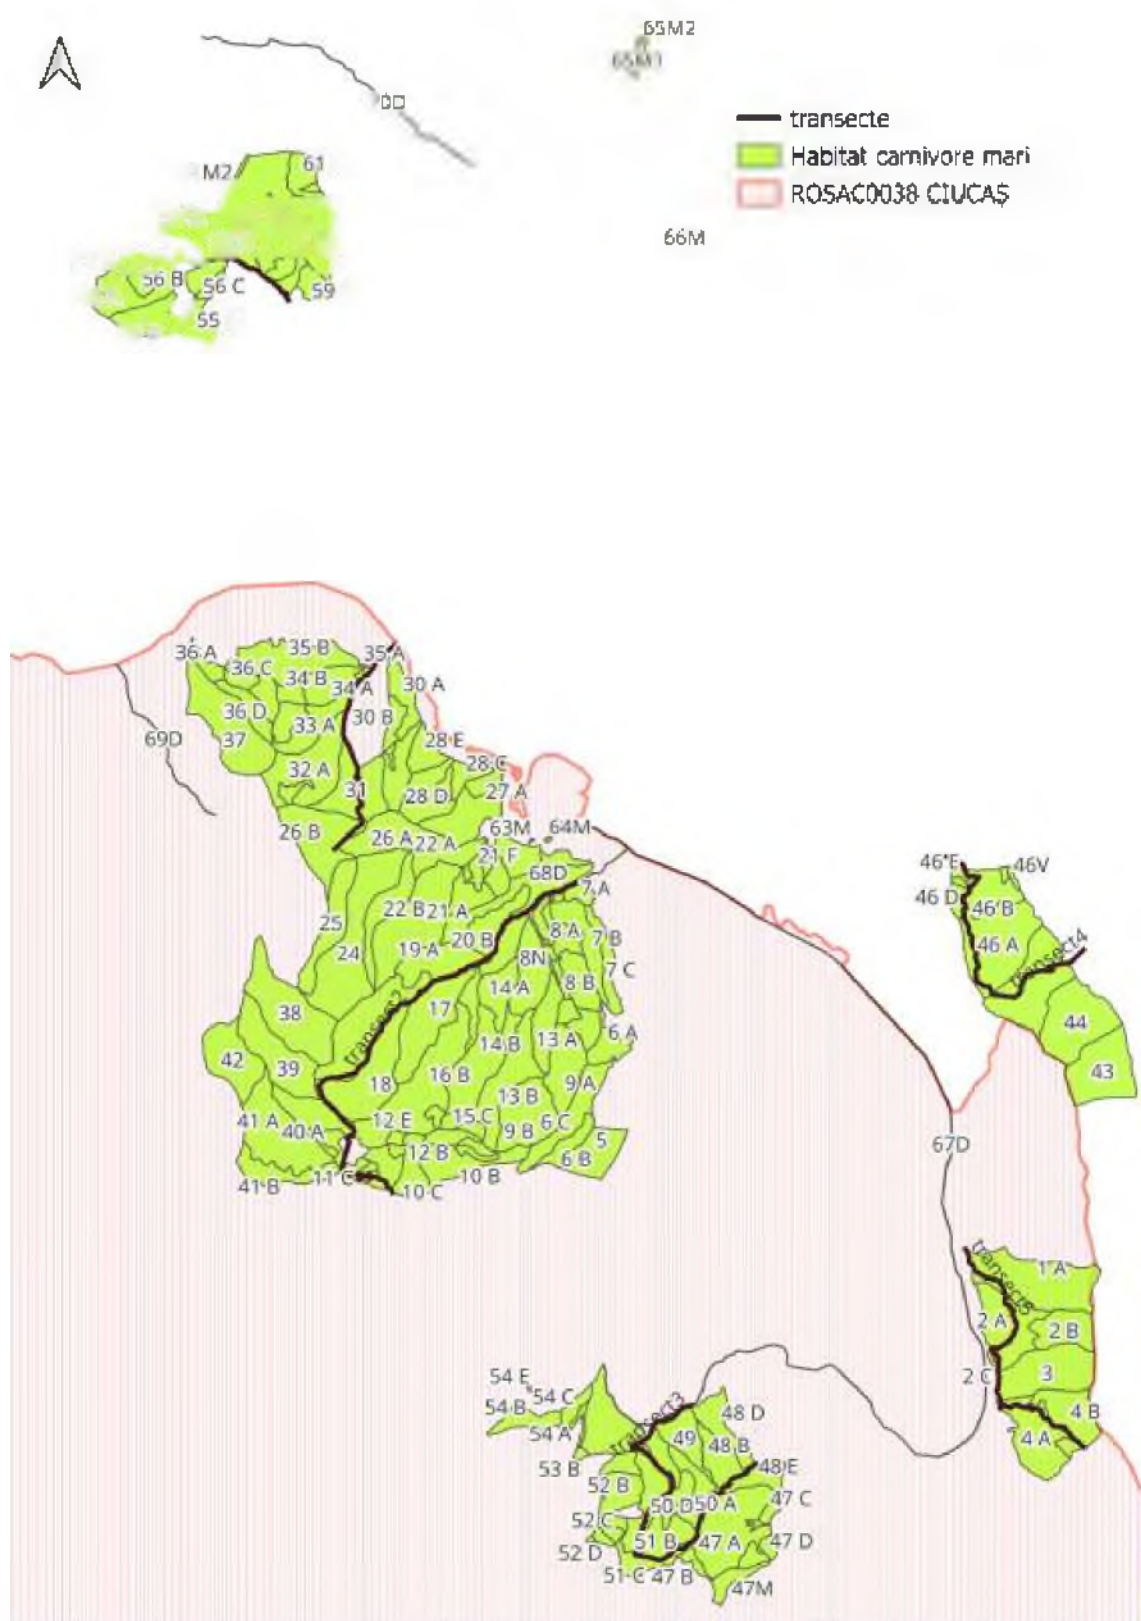 65M2
65M1
transecte
M2
61
Habitat carnivore mari
ROSAC0038 CIUCAȘ
66M
56 B
56 C
59
55
36 A
35 B
35 A
36 C
34 B
34 A
30 A
36 D
33 A
30 B
69D
37
28 E
32 A
28 C
31
28 D
27 A
26 B
26 A
22 A
63M
64M
21 F
68D
7 A
46 E
46V
46 D
46 B
22 B
21 A
25
20 B
8 A
7 B
24
19 A
8N
46 A
transect4
7 C
14 A
8 B
38
17
44
transect2
14 B
13 A
6 A
42
39
18
16 B
9 A
43
13 B
41 A
40 A
12 E
15 C
9 B
6 C
5
67D
12 B
6 B
41 B
11 C
10 C
10 B
transect5
1 A
2 A
2 B
54 E
54 C
2 C
3
54 B
transect3
48 D
4 B
54 A
49
48 B
4 A
53 B
48E
52 B
50 D
50 A
47 C
52 C
51 B
47 A
47 D
52 D
51 C
47 B
47M